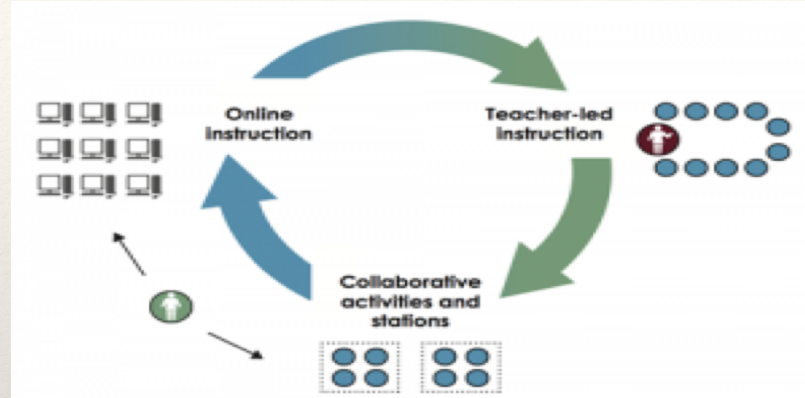 Online
instruction
Teacher-led
instruction
Collaborative
activities and
stations